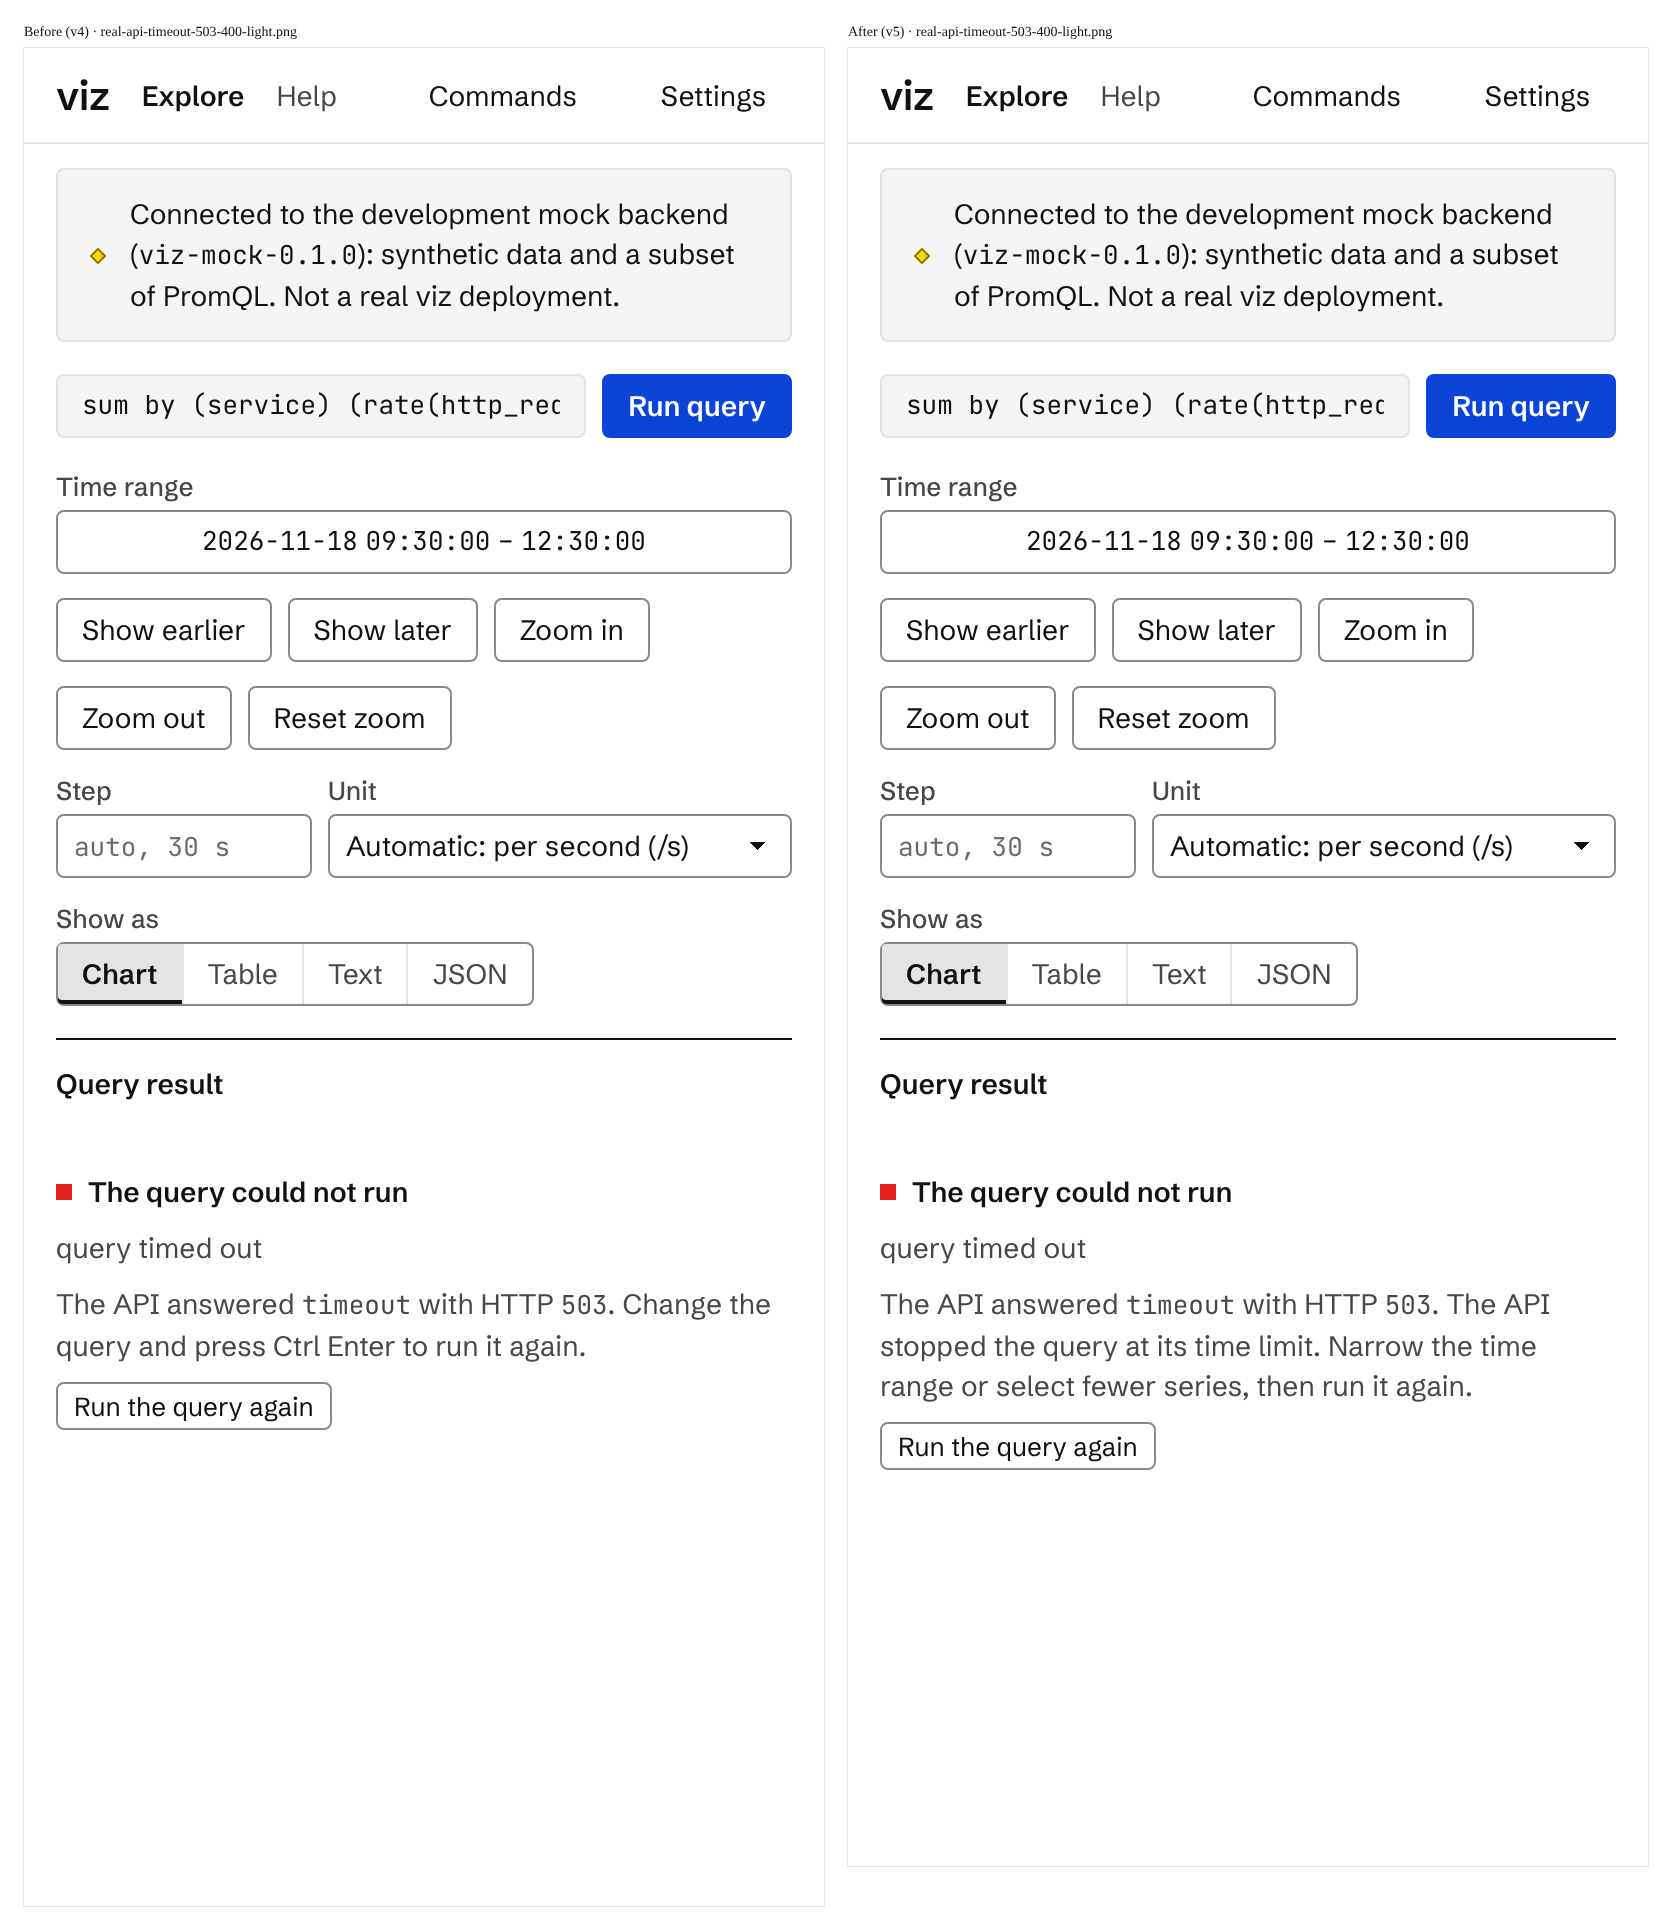 Before (v4) · real-api-timeout-503-400-light.png
viz Explore Help Commands Settings
Connected to the development mock backend
(viz-mock-0.1.0): synthetic data and a subset
of PromQL. Not a real viz deployment.
sum by (service) (rate(http_rec Run query
Time range
2026-11-18 09:30:00 – 12:30:00
Show earlier Show later Zoom in
Zoom out Reset zoom
Step Unit
auto, 30 s Automatic: per second (/s)
Show as
Chart Table Text JSON
Query result
The query could not run
query timed out
The API answered timeout with HTTP 503. Change the
query and press Ctrl Enter to run it again.
Run the query again
After (v5) · real-api-timeout-503-400-light.png
viz Explore Help Commands Settings
Connected to the development mock backend
(viz-mock-0.1.0): synthetic data and a subset
of PromQL. Not a real viz deployment.
sum by (service) (rate(http_rec Run query
Time range
2026-11-18 09:30:00 – 12:30:00
Show earlier Show later Zoom in
Zoom out Reset zoom
Step Unit
auto, 30 s Automatic: per second (/s)
Show as
Chart Table Text JSON
Query result
The query could not run
query timed out
The API answered timeout with HTTP 503. The API
stopped the query at its time limit. Narrow the time
range or select fewer series, then run it again.
Run the query again